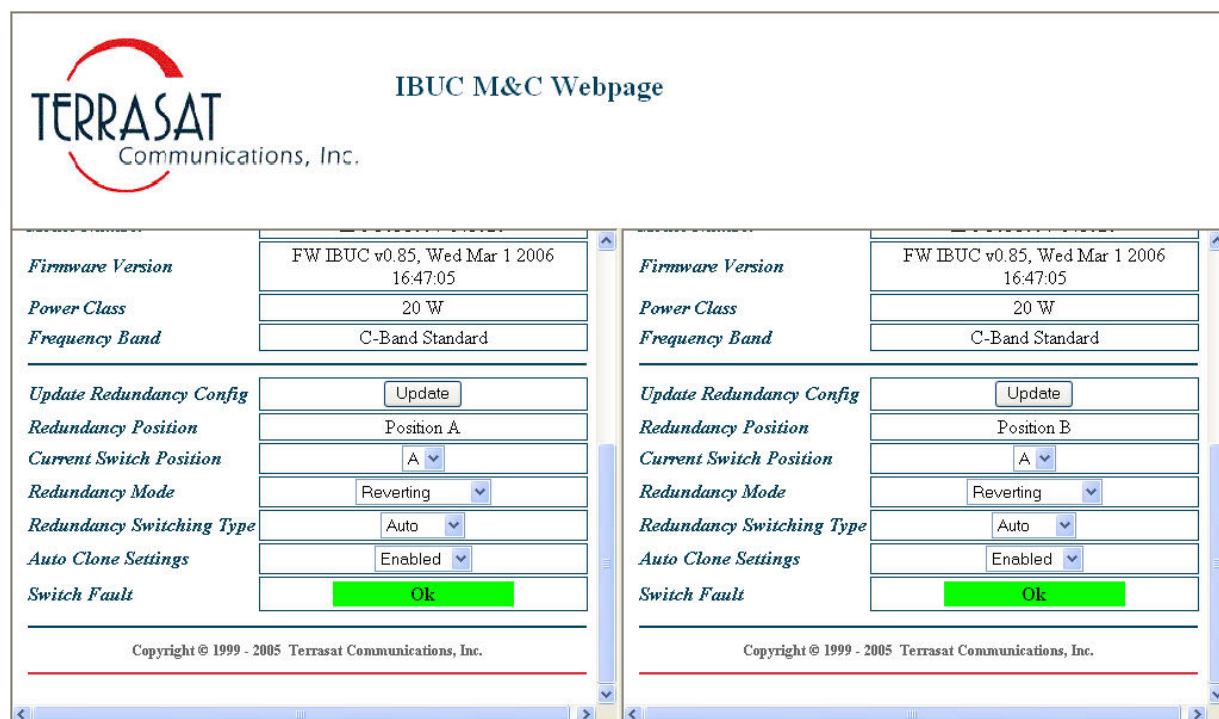 IBUC M&C Webpage
TERRASAT
Communications, Inc.
Firmware Version
FW IBUC v0.85, Wed Mar 1 2006
16:47:05
Power Class
20 W
Frequency Band
C-Band Standard
Update Redundancy Config
Update
Redundancy Position
Position A
Current Switch Position
A
Redundancy Mode
Reverting
Redundancy Switching Type
Auto
Auto Clone Settings
Enabled
Switch Fault
Ok
Copyright © 1999 - 2005 Terrasat Communications, Inc.
Firmware Version
FW IBUC v0.85, Wed Mar 1 2006
16:47:05
Power Class
20 W
Frequency Band
C-Band Standard
Update Redundancy Config
Update
Redundancy Position
Position B
Current Switch Position
A
Redundancy Mode
Reverting
Redundancy Switching Type
Auto
Auto Clone Settings
Enabled
Switch Fault
Ok
Copyright © 1999 - 2005 Terrasat Communications, Inc.